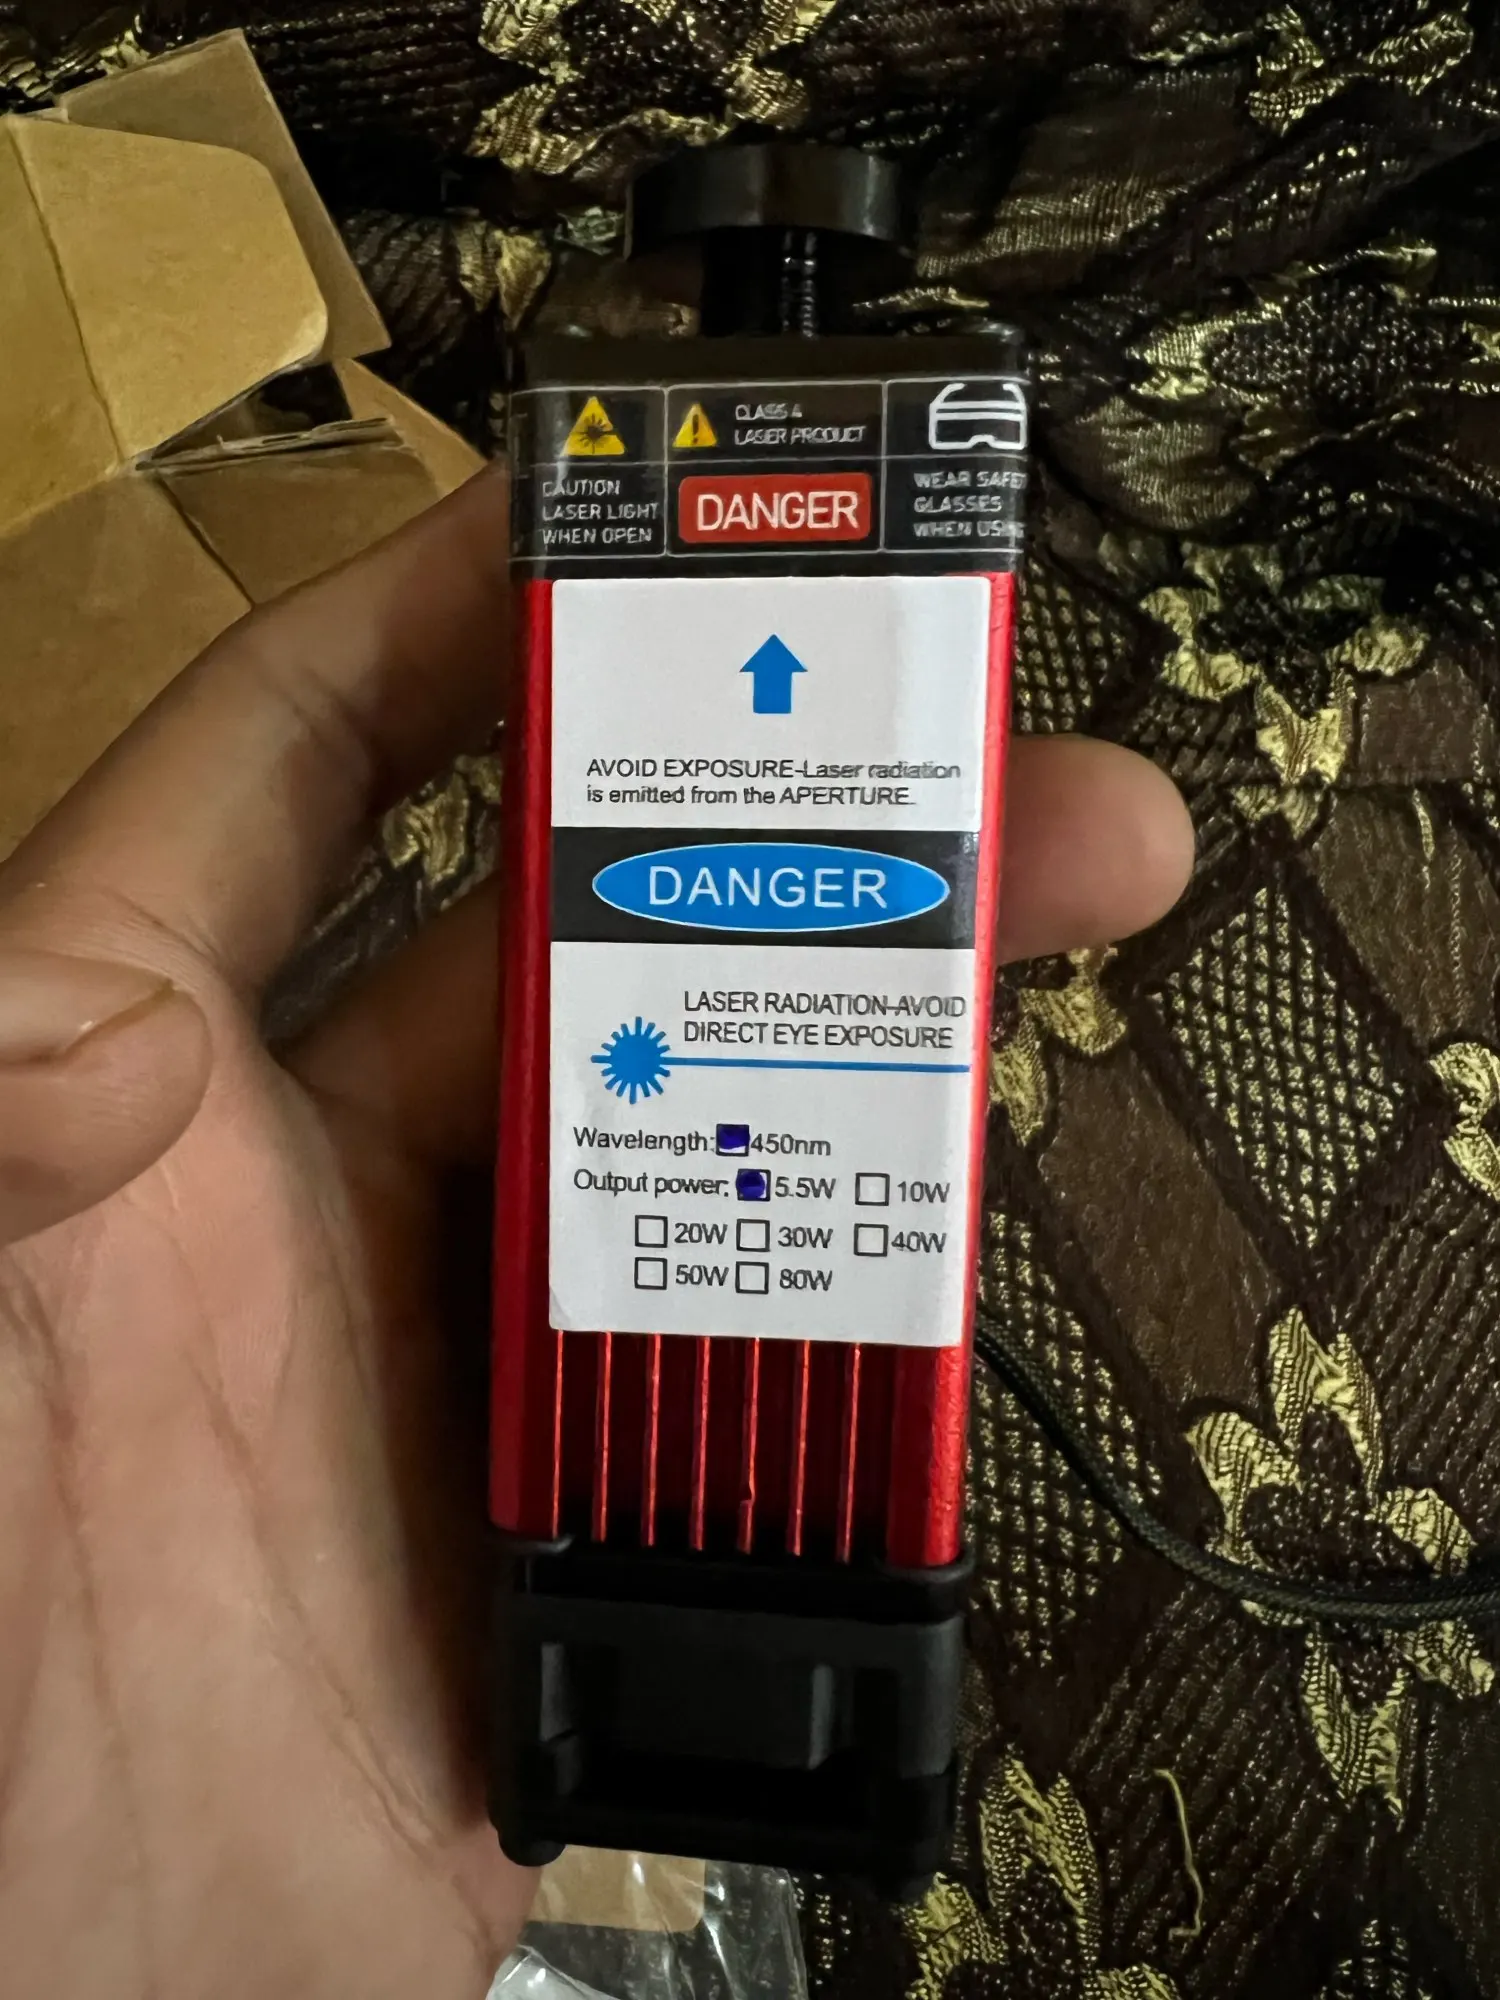 CAUTION
LASER LIGHT
WHEN OPEN
CLASS 4
LASER PRODUCT
DANGER
WEAR SAFE
GLASSES
WHEN USING
AVOID EXPOSURE-Laser radiation
is emitted from the APERTURE.
DANGER
LASER RADIATION-AVOID
DIRECT EYE EXPOSURE
Wavelength: 450nm
Output power: 5.5W 10W
20W 30W 40W
50W 80W